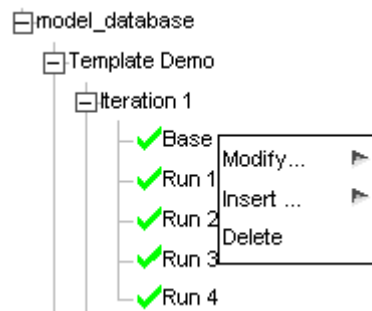 model_database
Template Demo
Iteration 1
Base
Modify...
Run 1
Insert ...
Run 2
Delete
Run 3
Run 4